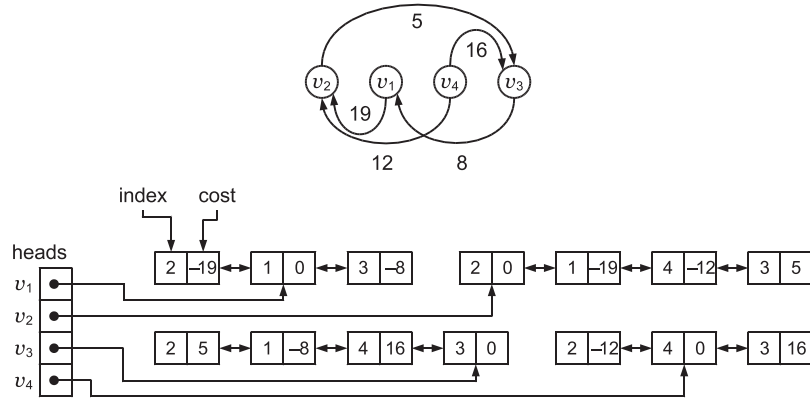 5
16
v2 v1 v4 v3
19
12 8
index cost
heads
2 –19 1 0 3 –8 2 0 1 –19 4 –12 3 5
v1
v2
v3 2 5 1 –8 4 16 3 0 2 –12 4 0 3 16
v4